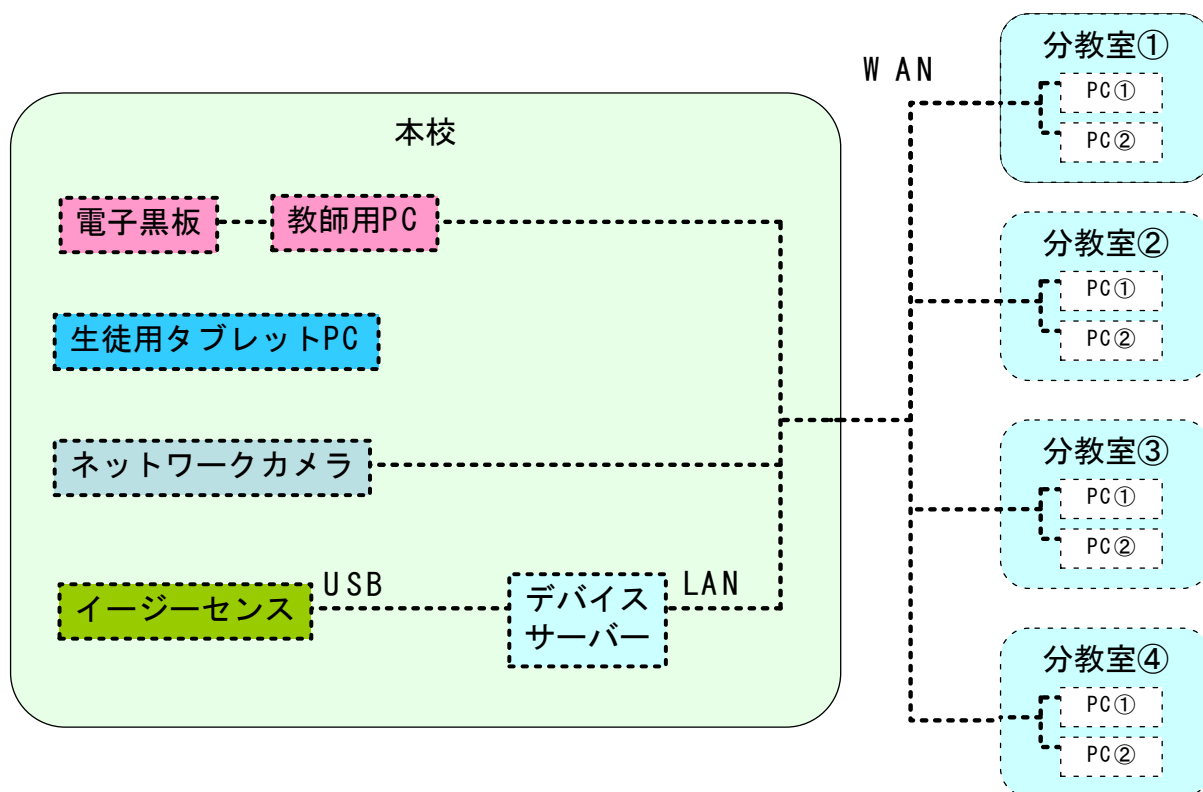 本校
電子黒板
教師用PC
生徒用タブレットPC
ネットワークカメラ
イージーセンス
USB
デバイス
サーバー
LAN
WAN
分教室①
PC①
PC②
分教室②
PC①
PC②
分教室③
PC①
PC②
分教室④
PC①
PC②